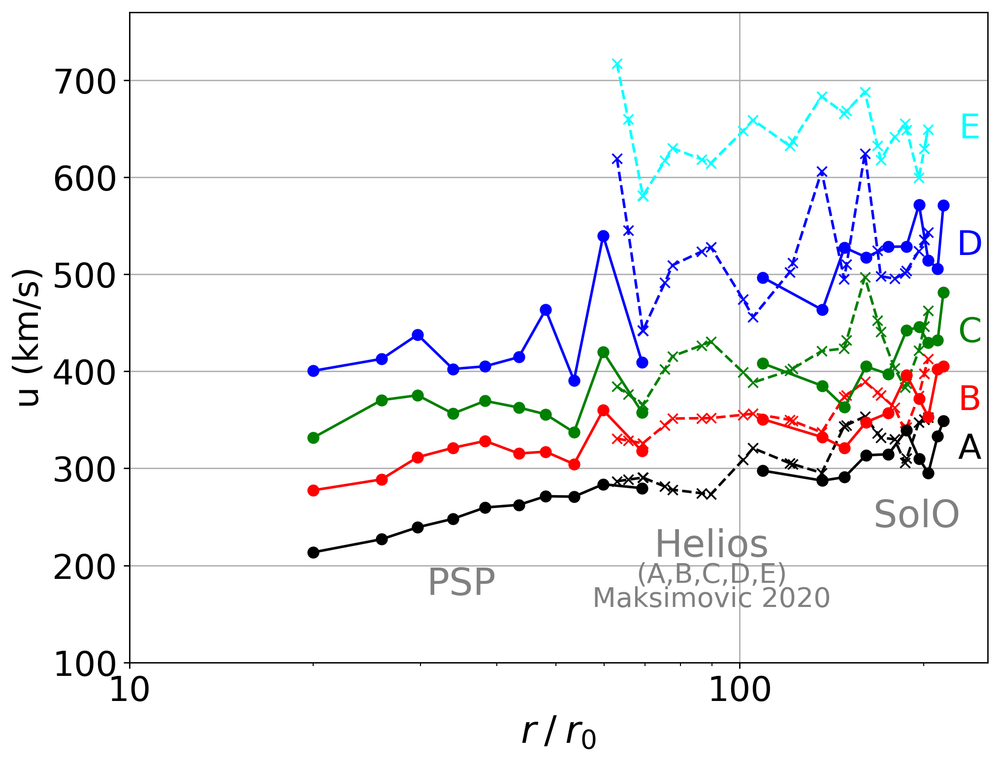 700
600
500
400
300
200
100
u (km/s)
E
D
C
B
A
SolO
Helios
(A,B,C,D,E)
Maksimovic 2020
PSP
10
100
r / r₀